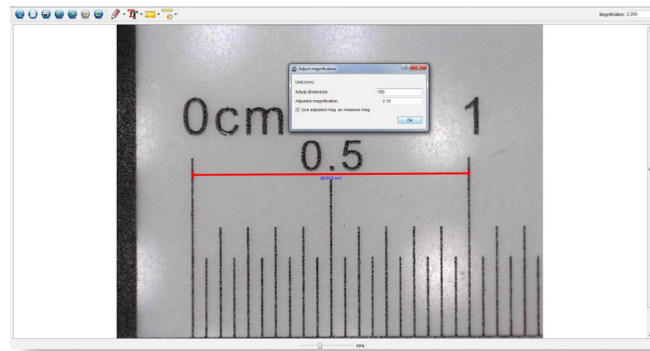 Magnification: 2.200
Adjust magnification
Unit:(mm)
Actual dimension: 100
Adjusted magnification: 2.19
Use adjusted mag. as measure mag
OK
0cm 1
0.5
88%